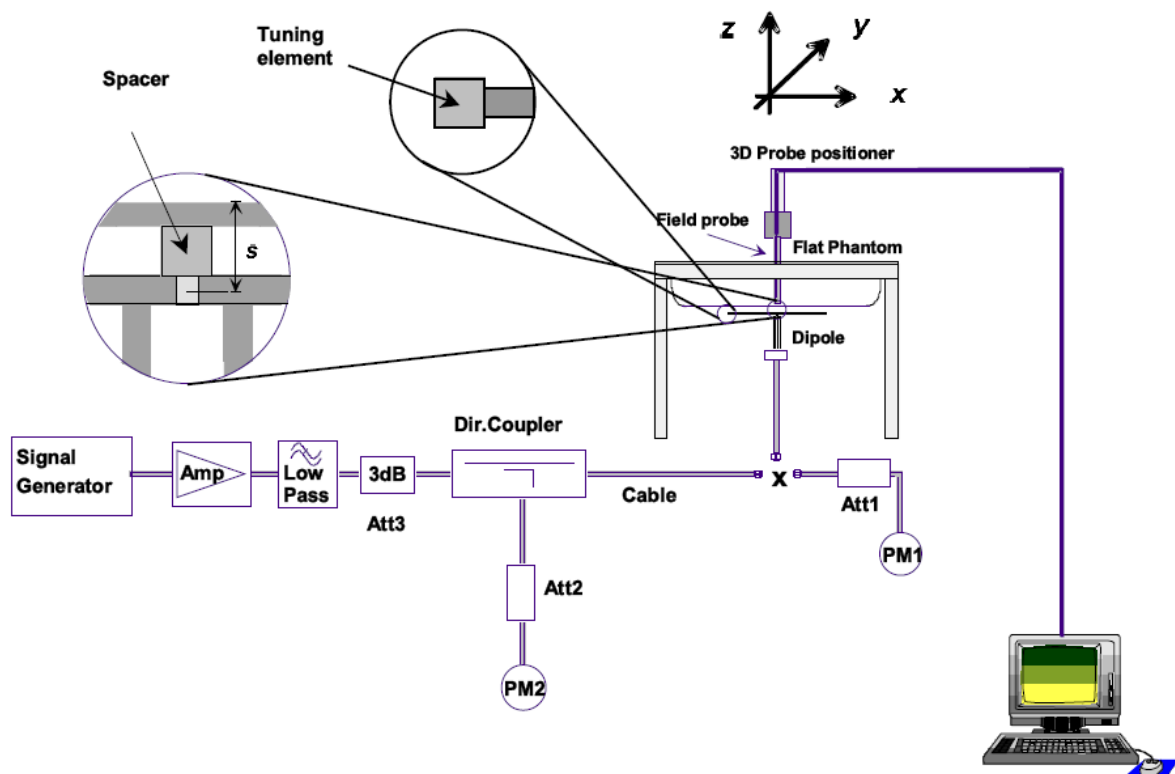 Tuning
element
Spacer
z
y
x
3D Probe positioner
Field probe
Flat Phantom
s
Dipole
Dir.Coupler
Signal
Generator
Amp
Low
Pass
3dB
Att3
Cable
x
Att1
PM1
Att2
PM2